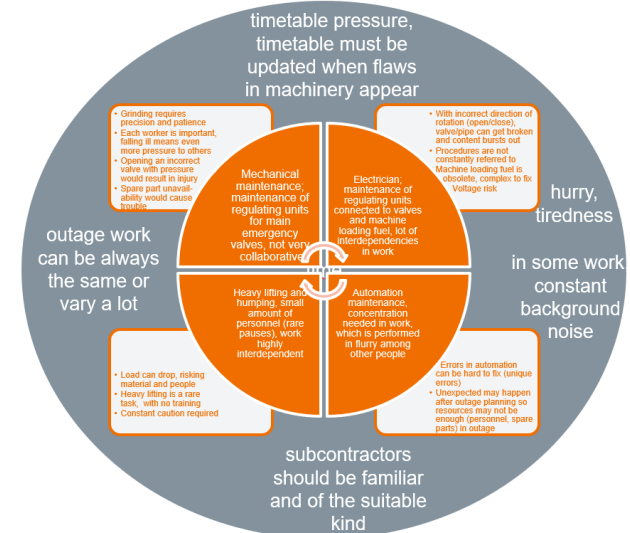 timetable pressure,
timetable must be
updated when flaws
in machinery appear
• Grinding requires
precision and patience
• Each worker is important,
falling ill means even
more pressure to others
• Opening an incorrect
valve with pressure
would result in injury
• Spare part unavail-
ability would cause
trouble
• With incorrect direction of
rotation (open/close),
valve/pipe can get broken
and content bursts out
• Procedures are not
constantly referred to
• Machine loading fuel is
obsolete, complex to fix
Voltage risk
Mechanical
maintenance;
maintenance of
regulating units
for main
emergency
valves, not very
collaborative
Electrician;
maintenance of
regulating units
connected to valves
and machine
loading fuel, lot of
interdependencies
in work
hurry,
tiredness
outage work
can be always
the same or
vary a lot
time
in some work
constant
background
noise
Heavy lifting and
humping, small
amount of
personnel (rare
pauses), work
highly
interdependent
Automation
maintenance,
concentration
needed in work,
which is performed
in flurry among
other people
• Load can drop, risking
material and people
• Heavy lifting is a rare
task, with no training
• Constant caution required
Errors in automation
can be hard to fix (unique
errors)
• Unexpected may happen
after outage planning so
resources may not be
enough (personnel, spare
parts) in outage
subcontractors
should be familiar
and of the suitable
kind